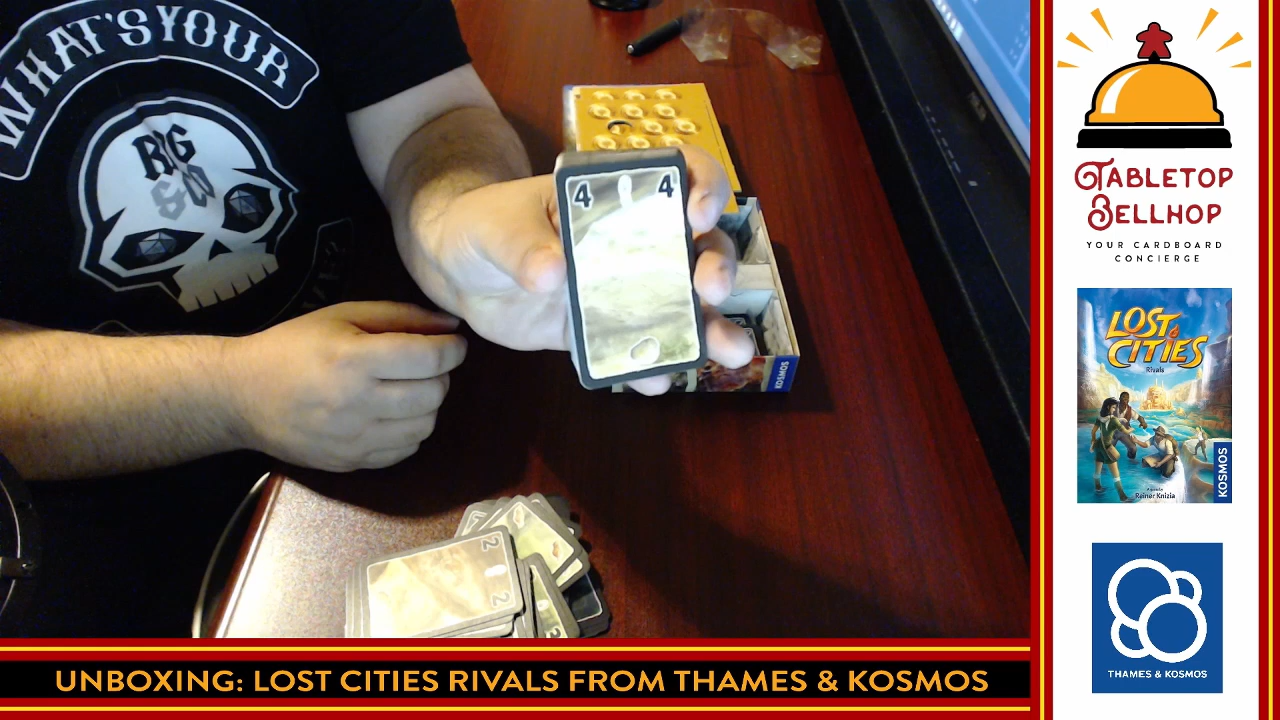 WHAT'S YOUR
BIG
&
4 4
2
2
KOSMOS
TABLETOP
BELLHOP
YOUR CARDBOARD
CONCIERGE
LOST
CITIES
Rivals
Reiner Knizia
KOSMOS
THAMES & KOSMOS
UNBOXING: LOST CITIES RIVALS FROM THAMES & KOSMOS